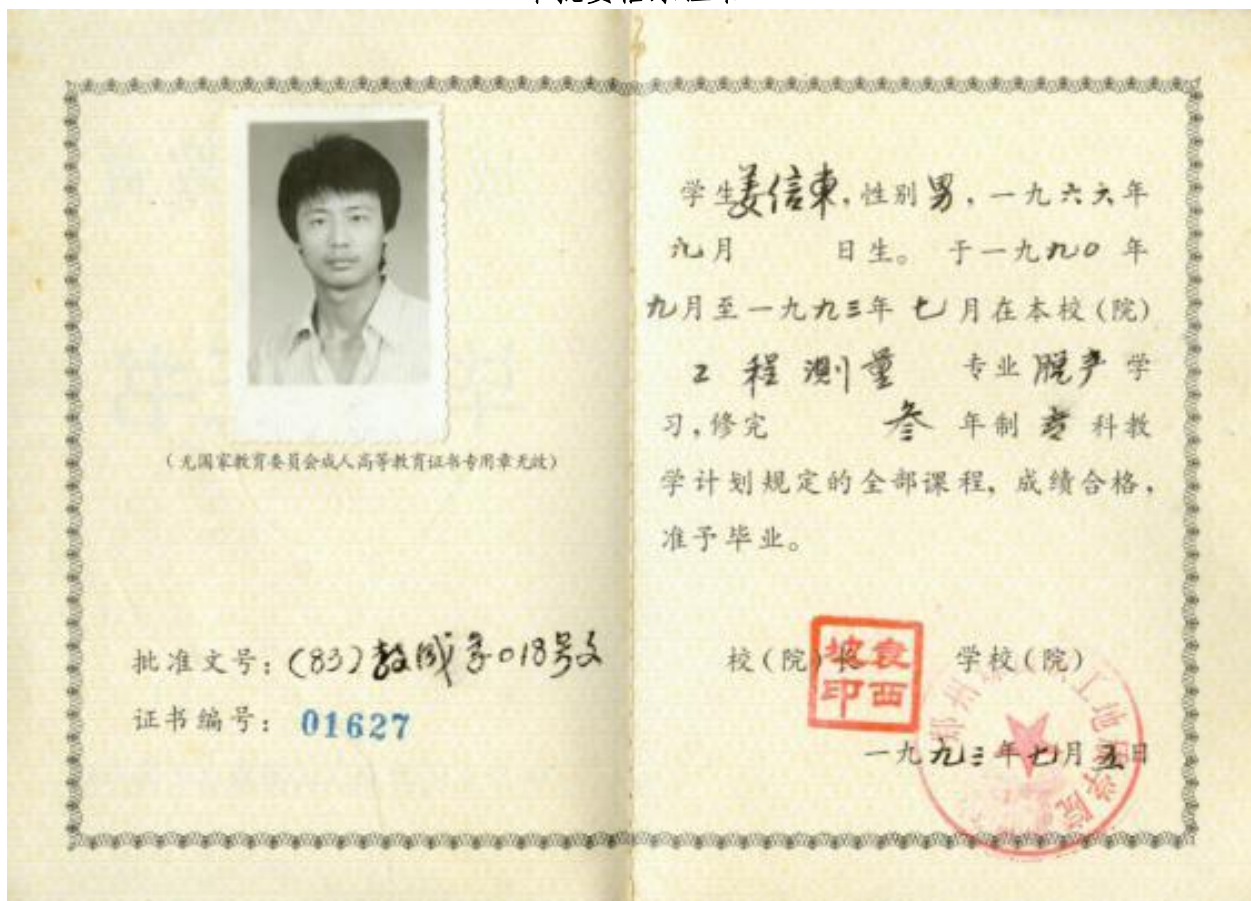 (无国家教育委员会成人高等教育证书专用章无效)
批准文号: (83)教成字018号文
证书编号: 01627
学生姜信東,性别男,一九六六年
九月 日生。于一九九〇年
九月至一九九三年七月在本校(院)
工程测量 专业脱产学
习,修完 叁 年制专科教
学计划规定的全部课程,成绩合格,
准予毕业。
校(院)长 学校(院)
袁西坡印
一九九三年七月五日